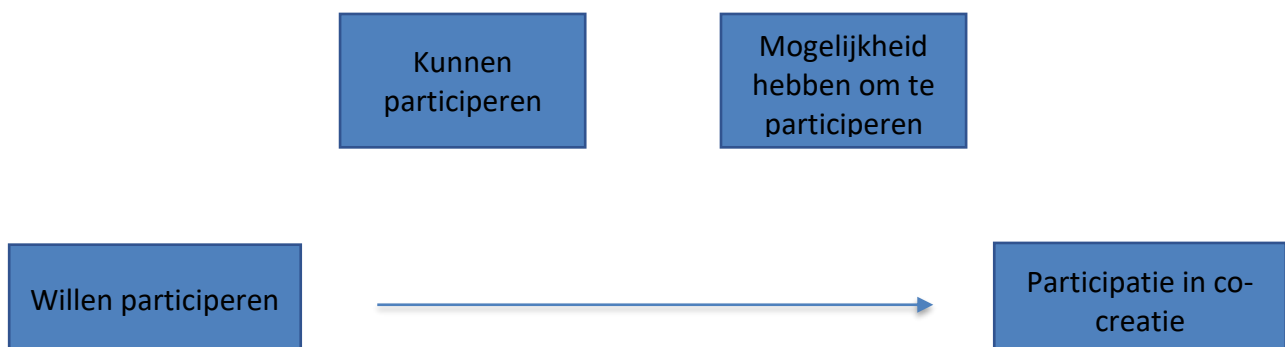 Kunnen
participeren
Mogelijkheid
hebben om te
participeren
Willen participeren
Participatie in co-
creatie